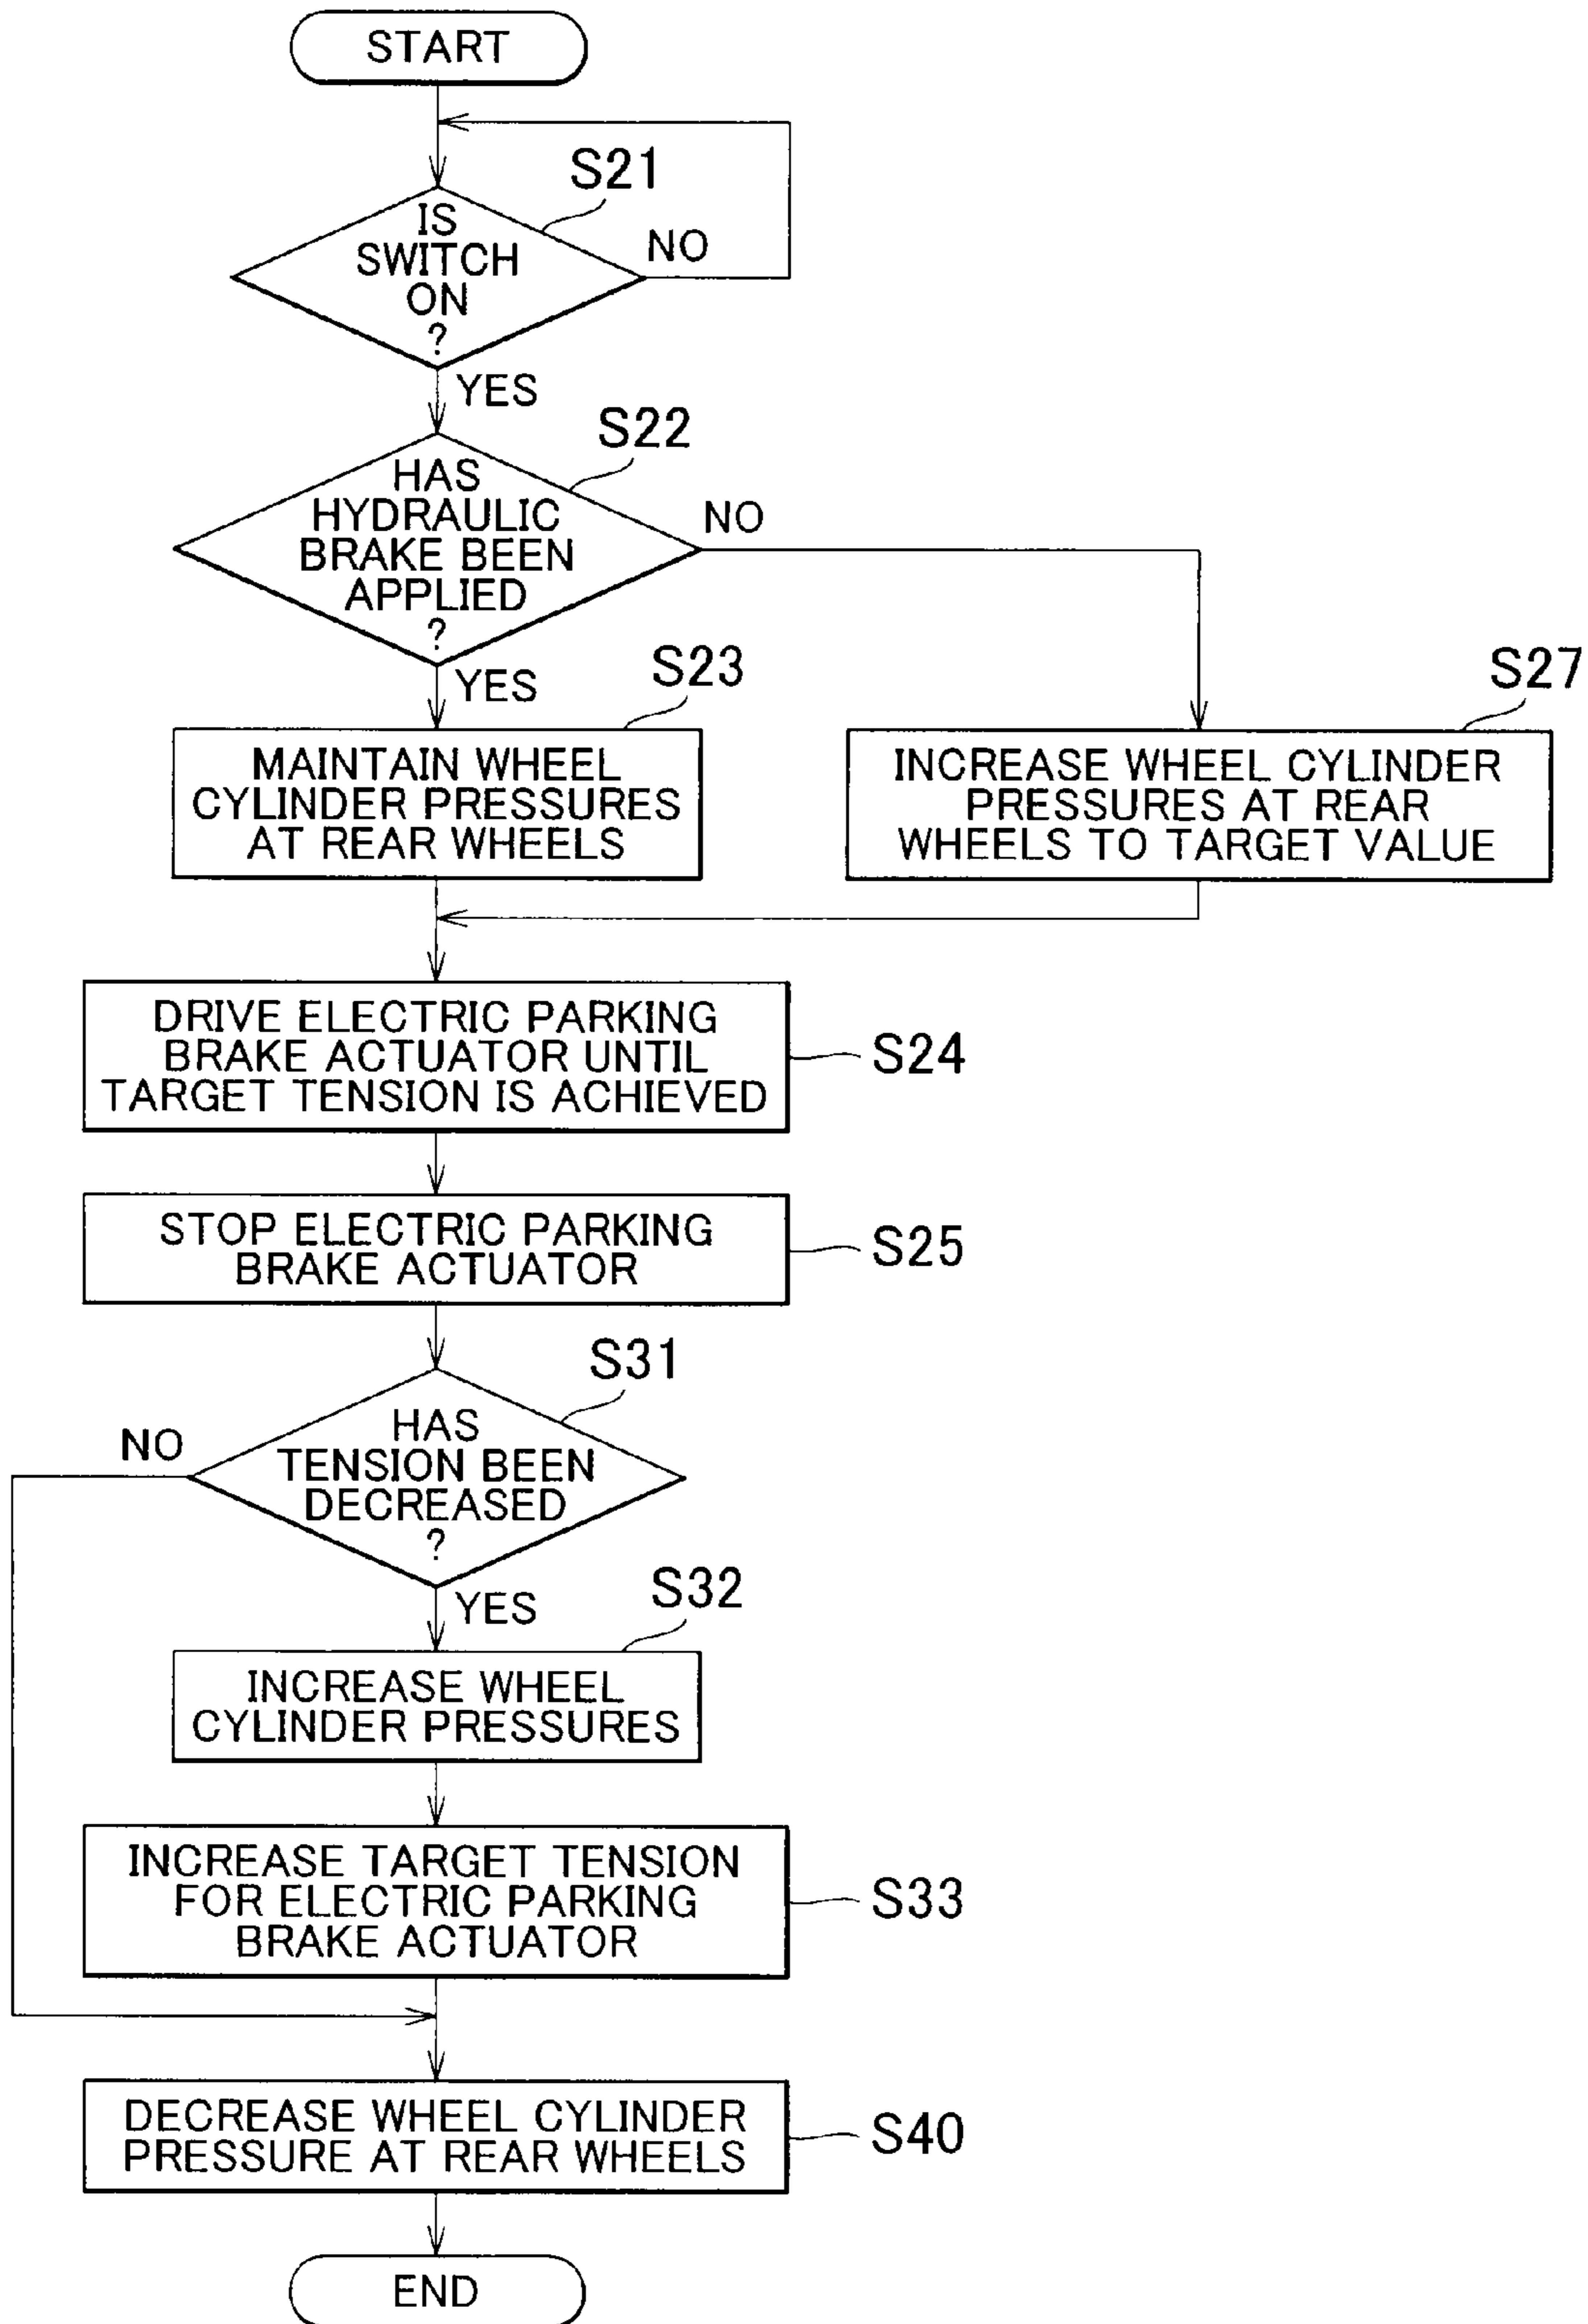 START
S21
IS
SWITCH
ON
?
NO
YES
S22
HAS
HYDRAULIC
BRAKE BEEN
APPLIED
?
NO
YES
S23
MAINTAIN WHEEL
CYLINDER PRESSURES
AT REAR WHEELS
S27
INCREASE WHEEL CYLINDER
PRESSURES AT REAR
WHEELS TO TARGET VALUE
DRIVE ELECTRIC PARKING
BRAKE ACTUATOR UNTIL
TARGET TENSION IS ACHIEVED
S24
STOP ELECTRIC PARKING
BRAKE ACTUATOR
S25
S31
HAS
TENSION BEEN
DECREASED
?
NO
YES
S32
INCREASE WHEEL
CYLINDER PRESSURES
INCREASE TARGET TENSION
FOR ELECTRIC PARKING
BRAKE ACTUATOR
S33
DECREASE WHEEL CYLINDER
PRESSURE AT REAR WHEELS
S40
END